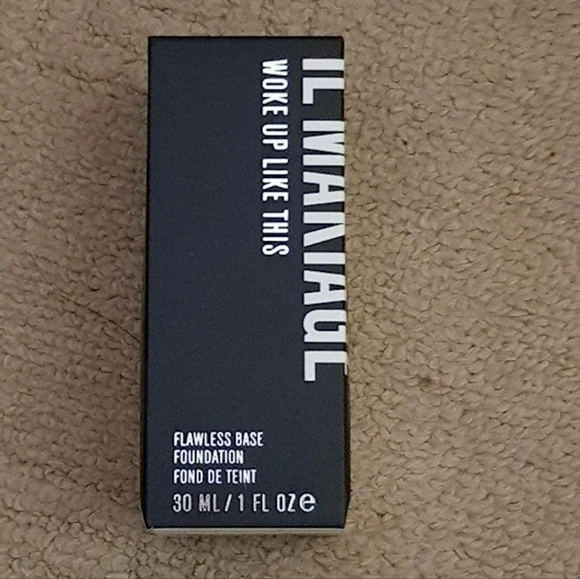 IL MAKIAGE
WOKE UP LIKE THIS
FLAWLESS BASE
FOUNDATION
FOND DE TEINT
30 ML / 1 FL OZ ℮